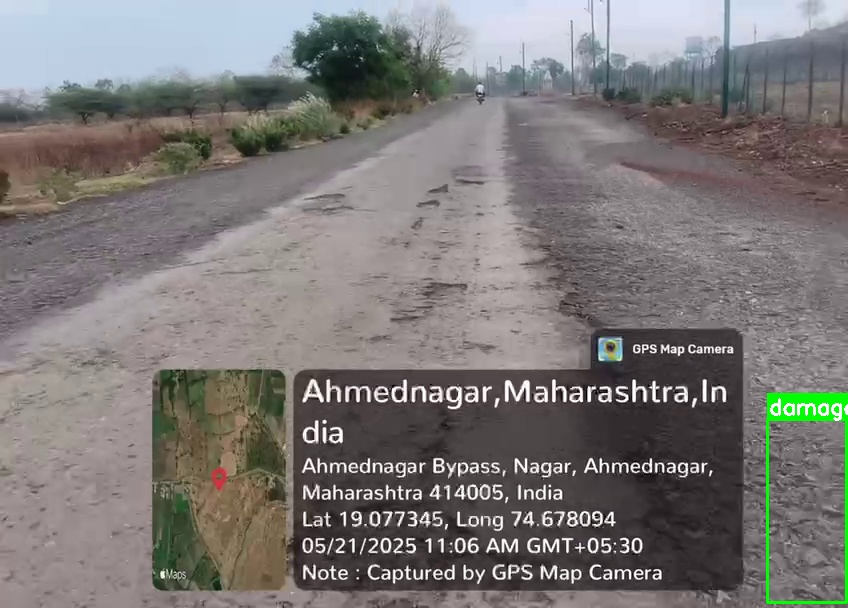 GPS Map Camera
Ahmednagar,Maharashtra,In
dia
Ahmednagar Bypass, Nagar, Ahmednagar,
Maharashtra 414005, India
Lat 19.077345, Long 74.678094
05/21/2025 11:06 AM GMT+05:30
Note : Captured by GPS Map Camera
Maps
damage